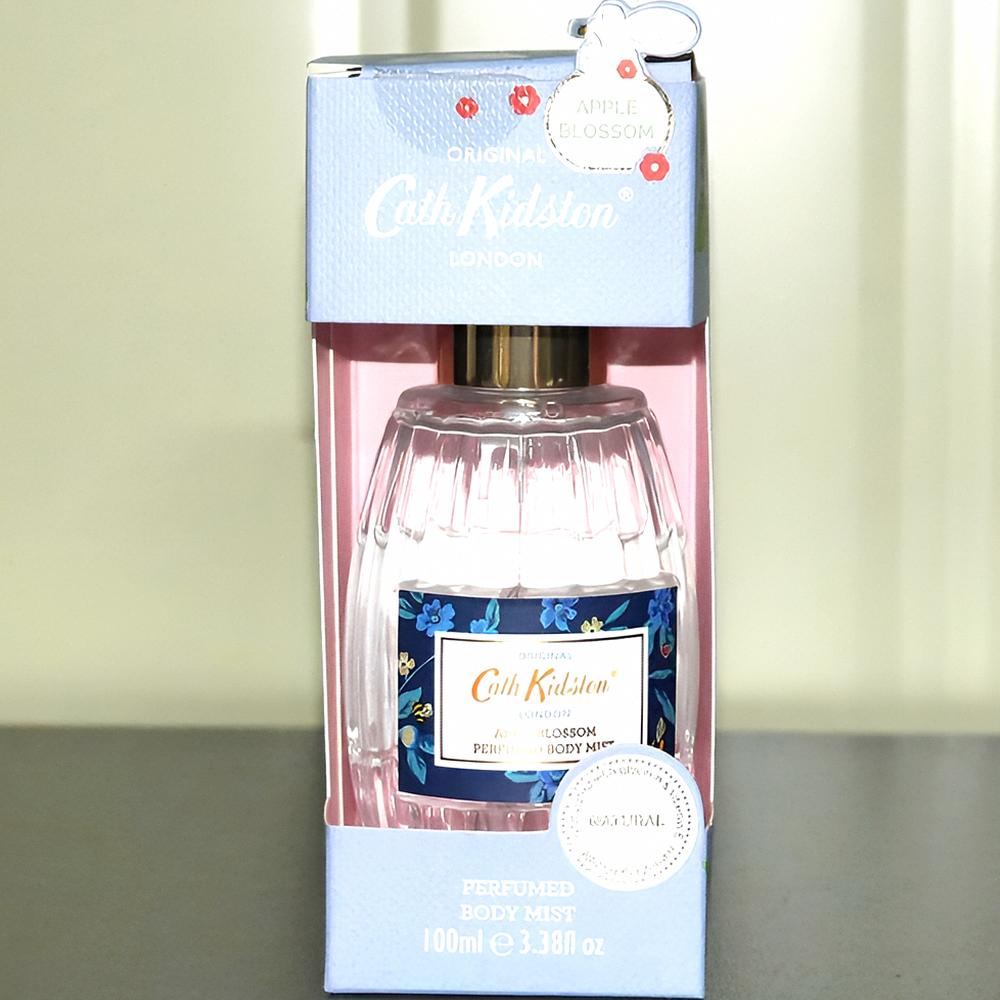 APPLE
BLOSSOM
ORIGINAL
Cath Kidston®
LONDON
ORIGINAL
Cath Kidston®
LONDON
BLOSSOM
BODY MIST
NATURAL
PERFUMED
BODY MIST
100ml ℮ 3.38fl oz